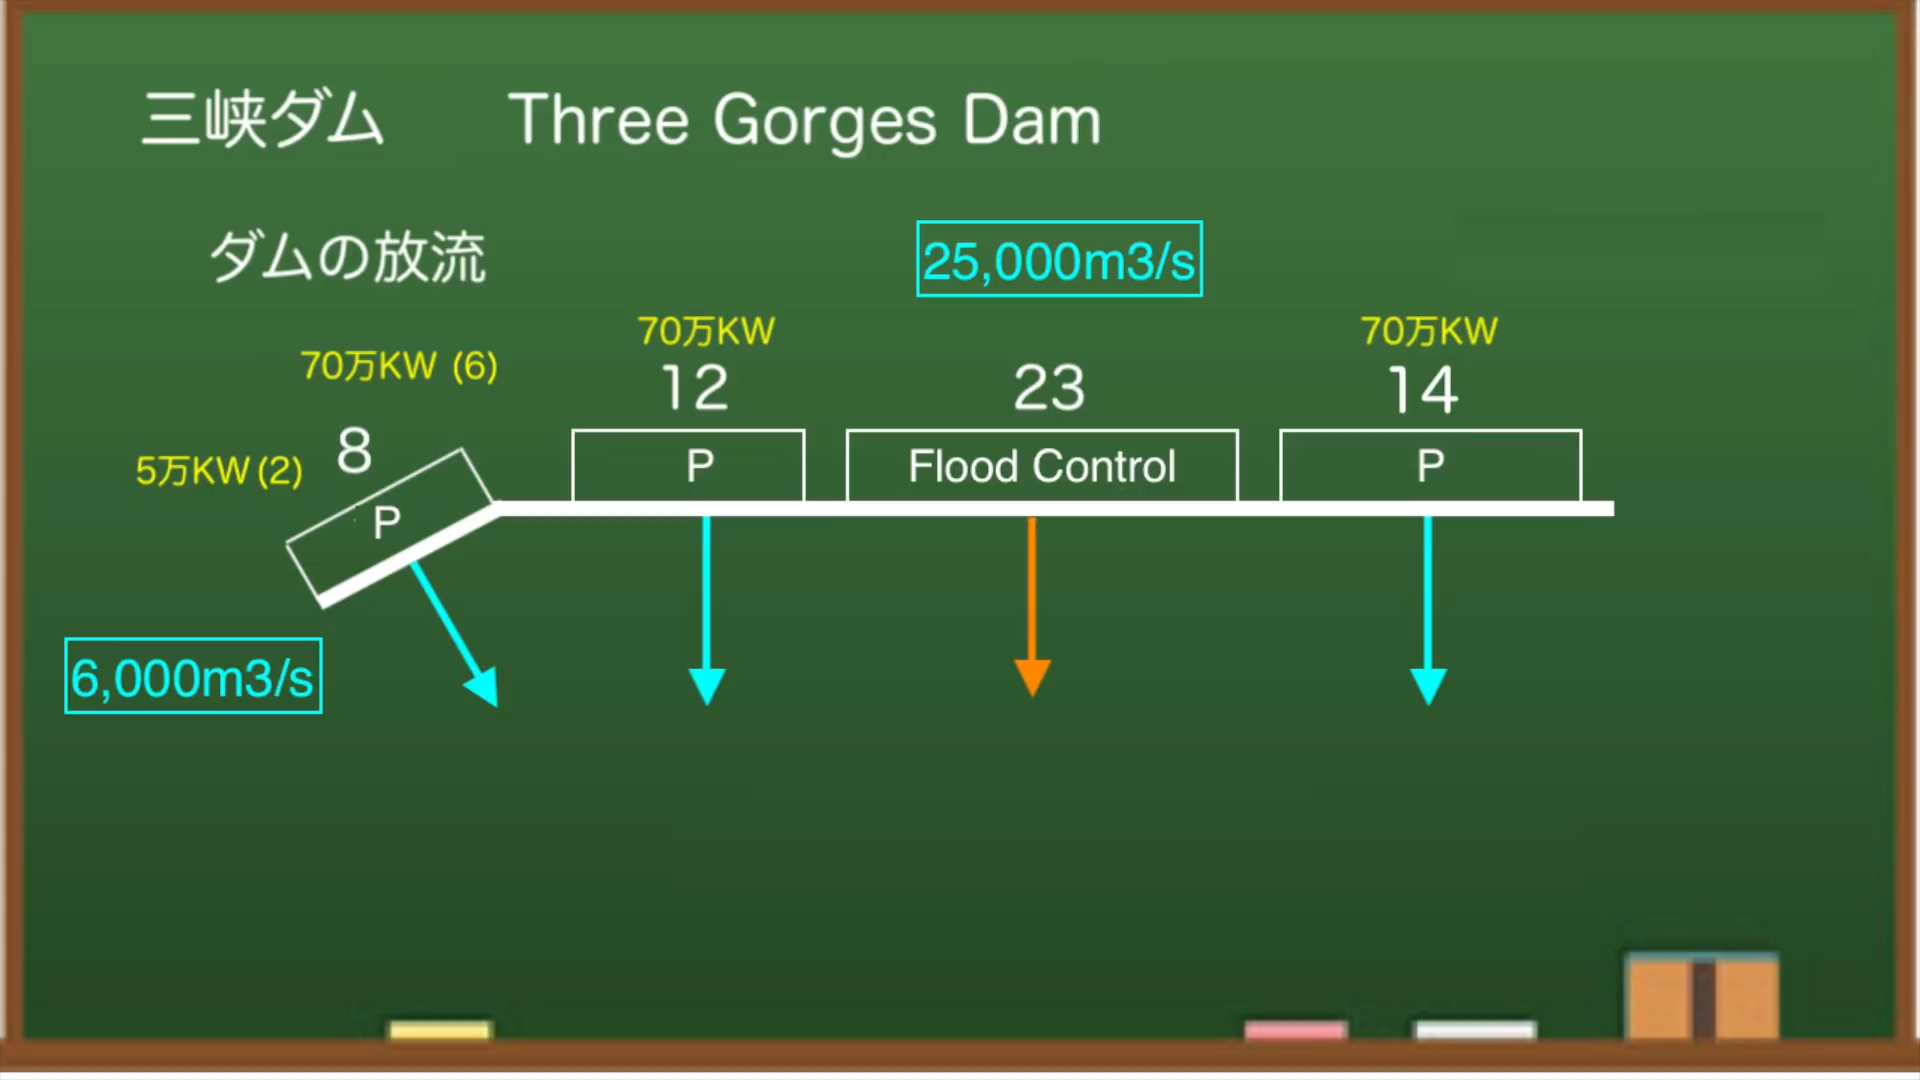 三峡ダム Three Gorges Dam
ダムの放流
25,000m3/s
70万KW (6)
70万KW
70万KW
5万KW (2)
8
12
23
14
P
P
Flood Control
P
6,000m3/s